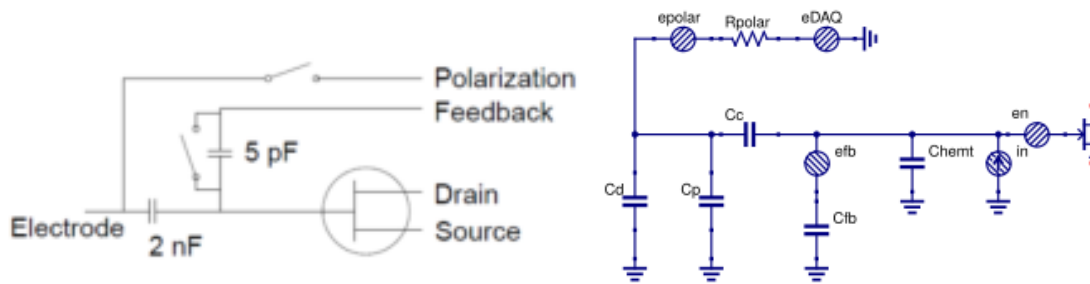 Polarization
Feedback
5 pF
Drain
Electrode
Source
2 nF
epolar
Rpolar
eDAQ
Cc
en
efb
Chemt
in
Cd
Cp
Cfb